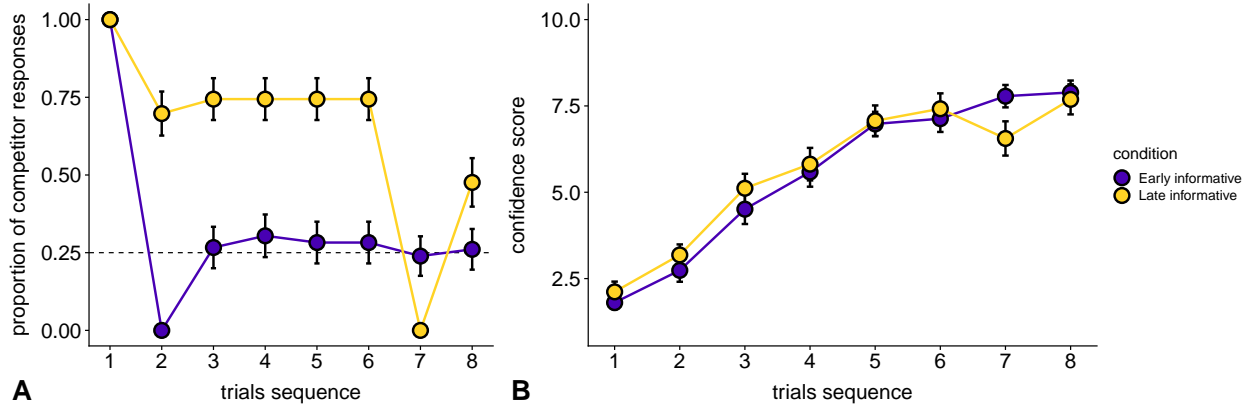 proportion of competitor responses
1.00
0.75
0.50
0.25
0.00
1 2 3 4 5 6 7 8
trials sequence
A
confidence score
10.0
7.5
5.0
2.5
1 2 3 4 5 6 7 8
trials sequence
B
condition
Early informative
Late informative